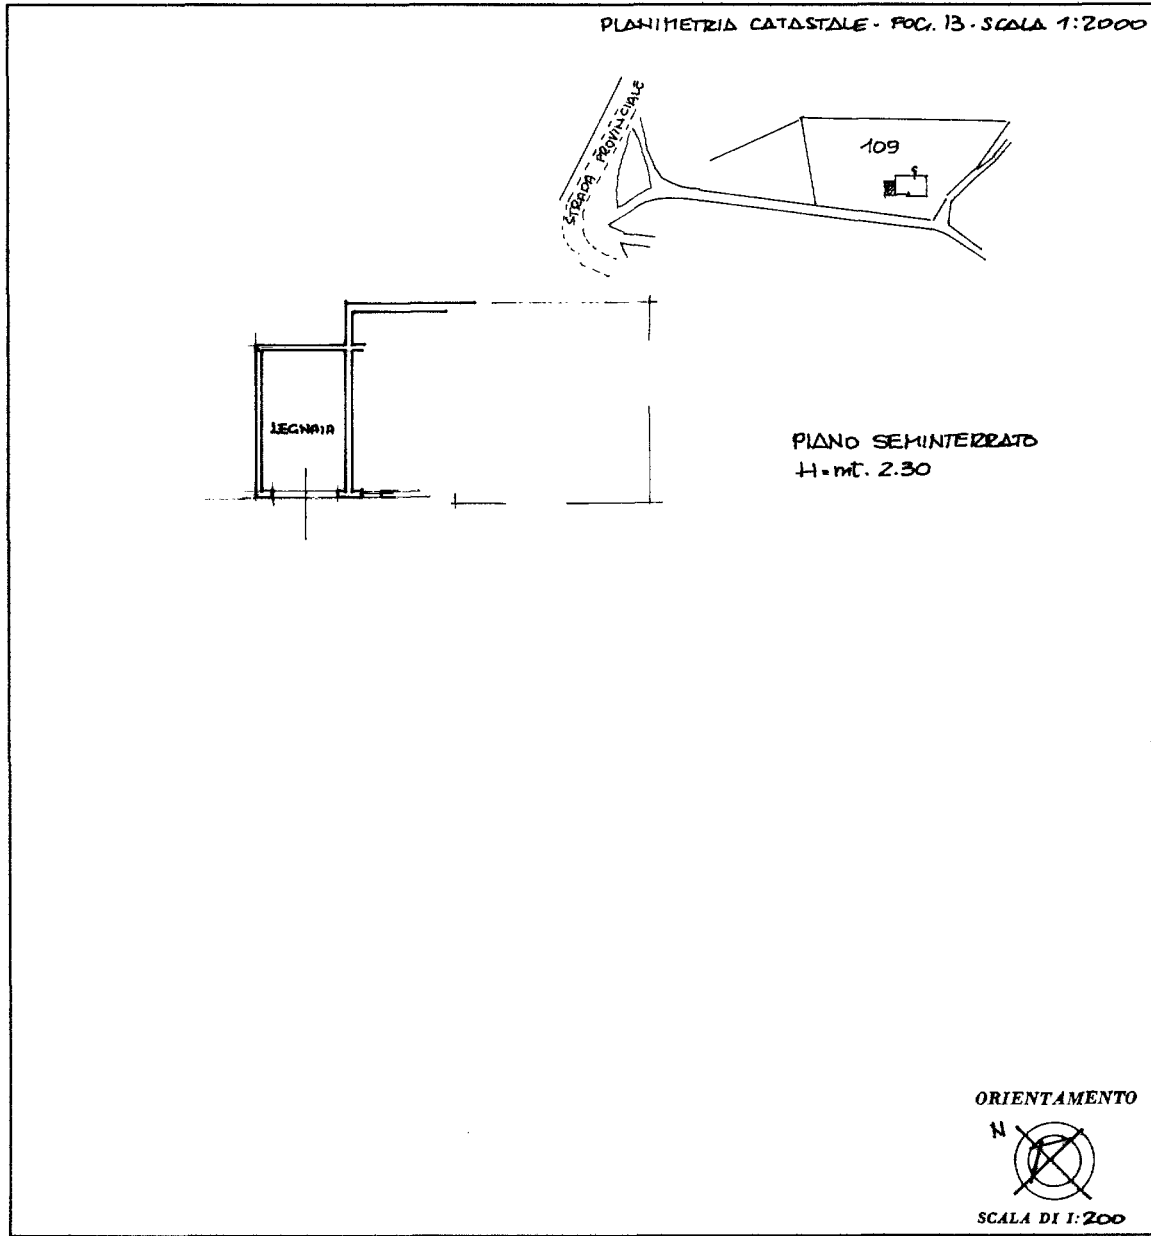 PLANIMETRIA CATASTALE - FOG. 13 - SCALA 1:2000
STRADA PROVINCIALE
109
LEGNAIA
PIANO SEMINTERRATO
H=mt. 2.30
ORIENTAMENTO
N
SCALA DI 1:200